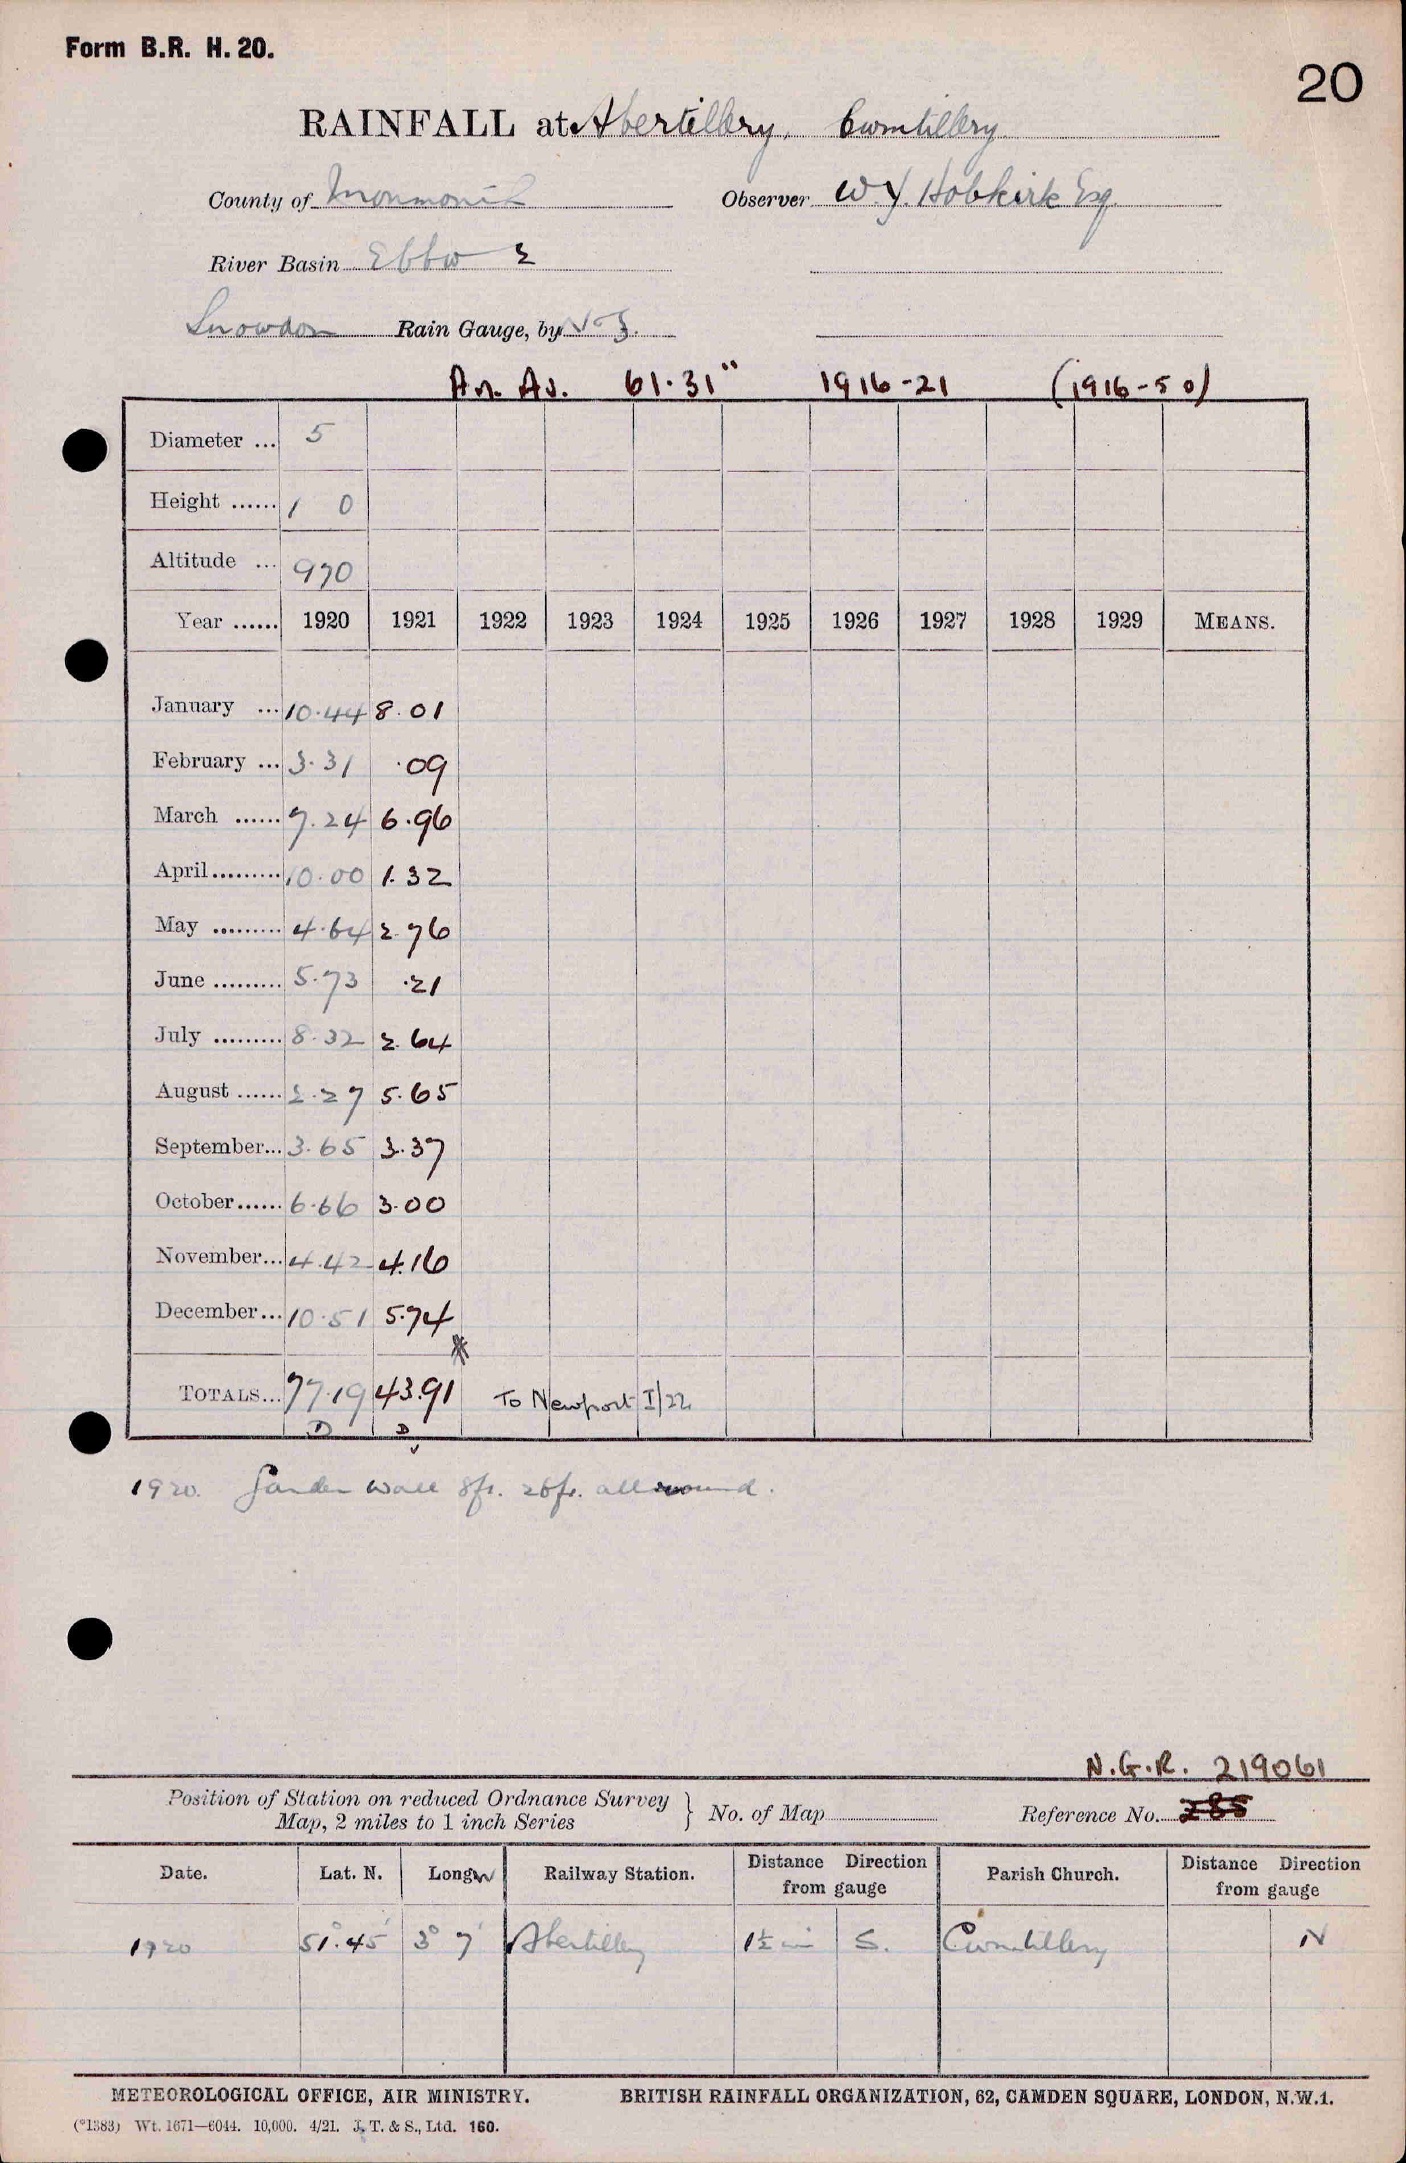 Form B.R. H. 20.
20
RAINFALL at Abertillery, Cwmtillery
County of Monmouth Observer W. Y. Hobkirk Esq
River Basin Ebbw E
Snowdon Rain Gauge, by N & Z.
An. Av. 61.31" 1916-21 (1916-50)
Diameter ... 5
Height ...... 1 0
Altitude ... 970
Year ...... 1920 1921 1922 1923 1924 1925 1926 1927 1928 1929 MEANS.
January ... 10.44 8.01
February ... 3.31 .09
March ...... 7.24 6.96
April ......... 10.00 1.32
May ......... 4.64 2.76
June ......... 5.73 .21
July ......... 8.32 2.64
August ...... 2.27 5.65
September... 3.65 3.37
October...... 6.66 3.00
November... 4.42 4.16
December... 10.51 5.74
*
TOTALS... 77.19 43.91 To Newport I/22
D D
✓
1920. Garden wall 8ft. 26ft. all round.
N.G.R. 219061
Position of Station on reduced Ordnance Survey Map, 2 miles to 1 inch Series } No. of Map Reference No.
Date. Lat. N. Long W Railway Station. Distance Direction from gauge Parish Church. Distance Direction from gauge
1920 51° 45' 3° 7' Abertillery 1½ mi S. Cwmtillery N
METEOROLOGICAL OFFICE, AIR MINISTRY. BRITISH RAINFALL ORGANIZATION, 62, CAMDEN SQUARE, LONDON, N.W.1.
(*1383) Wt. 1671—6044. 10,000. 4/21. J. T. & S., Ltd. 160.